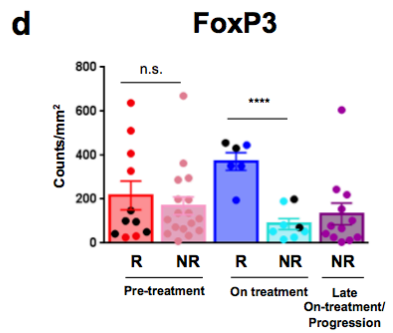 d
FoxP3
Counts/mm²
800
600
400
200
0
n.s.
****
R NR R NR NR
Pre-treatment On treatment Late
On-treatment/
Progression